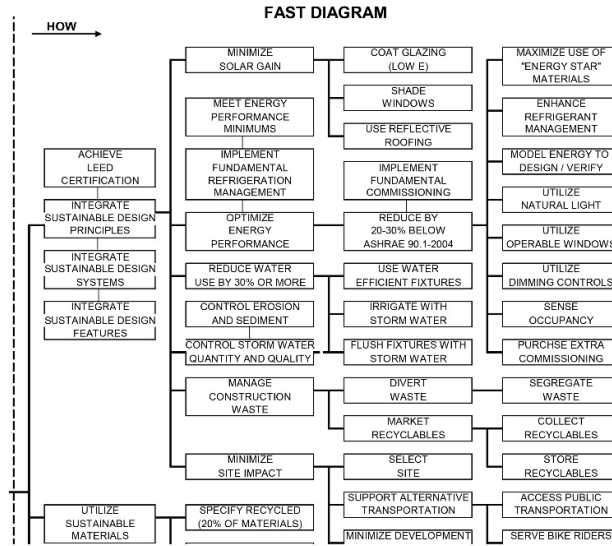 FAST DIAGRAM
HOW
MINIMIZE
SOLAR GAIN
COAT GLAZING
(LOW E)
MAXIMIZE USE OF
"ENERGY STAR"
MATERIALS
SHADE
WINDOWS
MEET ENERGY
PERFORMANCE
MINIMUMS
ENHANCE
REFRIGERANT
MANAGEMENT
USE REFLECTIVE
ROOFING
ACHIEVE
LEED
CERTIFICATION
IMPLEMENT
FUNDAMENTAL
REFRIGERATION
MANAGEMENT
IMPLEMENT
FUNDAMENTAL
COMMISSIONING
MODEL ENERGY TO
DESIGN / VERIFY
UTILIZE
NATURAL LIGHT
INTEGRATE
SUSTAINABLE DESIGN
PRINCIPLES
OPTIMIZE
ENERGY
PERFORMANCE
REDUCE BY
20-30% BELOW
ASHRAE 90.1-2004
UTILIZE
OPERABLE WINDOWS
INTEGRATE
SUSTAINABLE DESIGN
SYSTEMS
REDUCE WATER
USE BY 30% OR MORE
USE WATER
EFFICIENT FIXTURES
UTILIZE
DIMMING CONTROLS
INTEGRATE
SUSTAINABLE DESIGN
FEATURES
CONTROL EROSION
AND SEDIMENT
IRRIGATE WITH
STORM WATER
SENSE
OCCUPANCY
CONTROL STORM WATER
QUANTITY AND QUALITY
FLUSH FIXTURES WITH
STORM WATER
PURCHSE EXTRA
COMMISSIONING
MANAGE
CONSTRUCTION
WASTE
DIVERT
WASTE
SEGREGATE
WASTE
MARKET
RECYCLABLES
COLLECT
RECYCLABLES
MINIMIZE
SITE IMPACT
SELECT
SITE
STORE
RECYCLABLES
UTILIZE
SUSTAINABLE
MATERIALS
SPECIFY RECYCLED
(20% OF MATERIALS)
SUPPORT ALTERNATIVE
TRANSPORTATION
ACCESS PUBLIC
TRANSPORTATION
MINIMIZE DEVELOPMENT
SERVE BIKE RIDERS